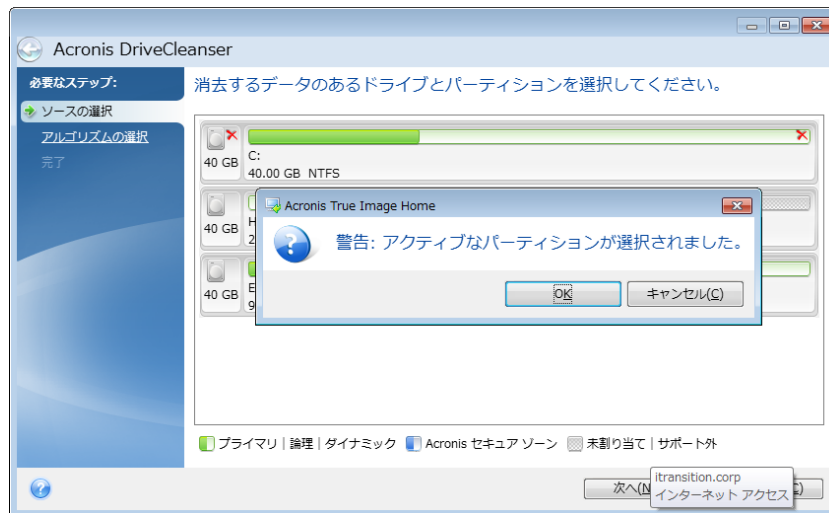 Acronis DriveCleanser
必要なステップ:
ソースの選択
アルゴリズムの選択
完了
消去するデータのあるドライブとパーティションを選択してください。
40 GB
C:
40.00 GB NTFS
40 GB
H
2
40 GB
E
9
Acronis True Image Home
警告: アクティブなパーティションが選択されました。
OK
キャンセル(C)
プライマリ | 論理 | ダイナミック Acronis セキュア ゾーン 未割り当て | サポート外
次へ(N
itransition.corp
インターネット アクセス